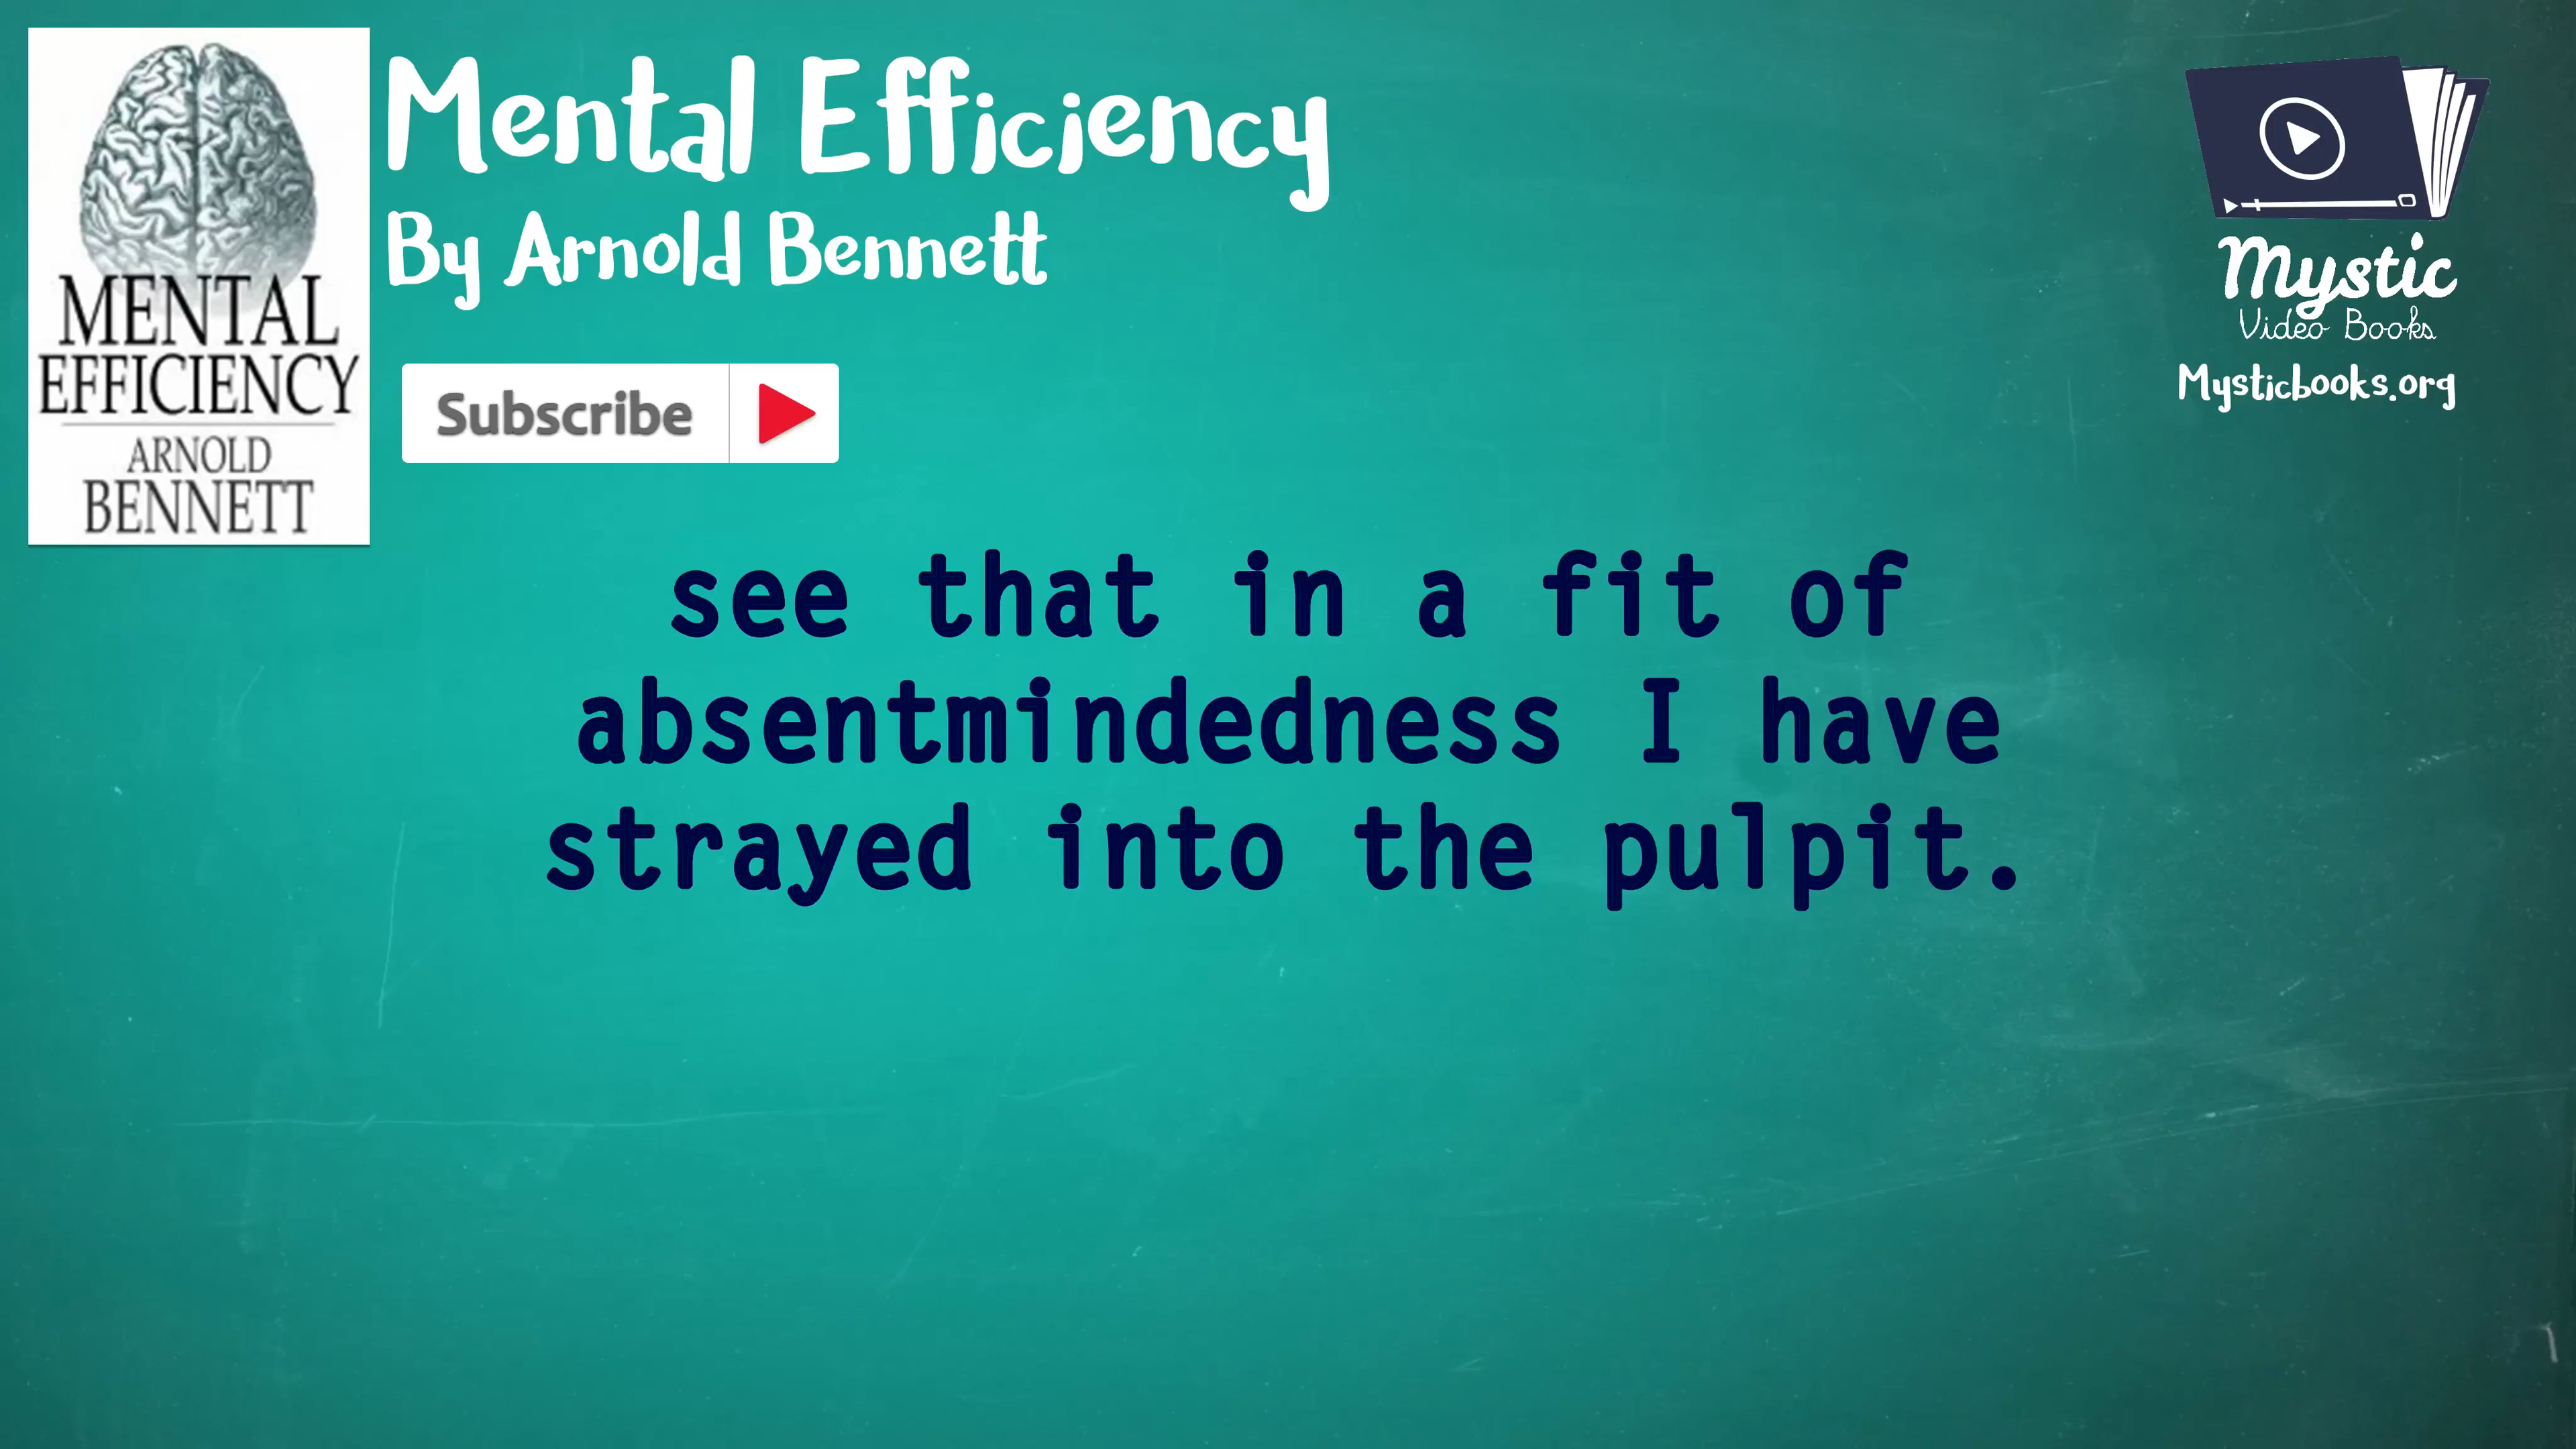 Mental Efficiency
By Arnold Bennett
MENTAL
EFFICIENCY
ARNOLD
BENNETT
Subscribe
Mystic
Video Books
Mysticbooks.org
see that in a fit of
absentmindedness I have
strayed into the pulpit.